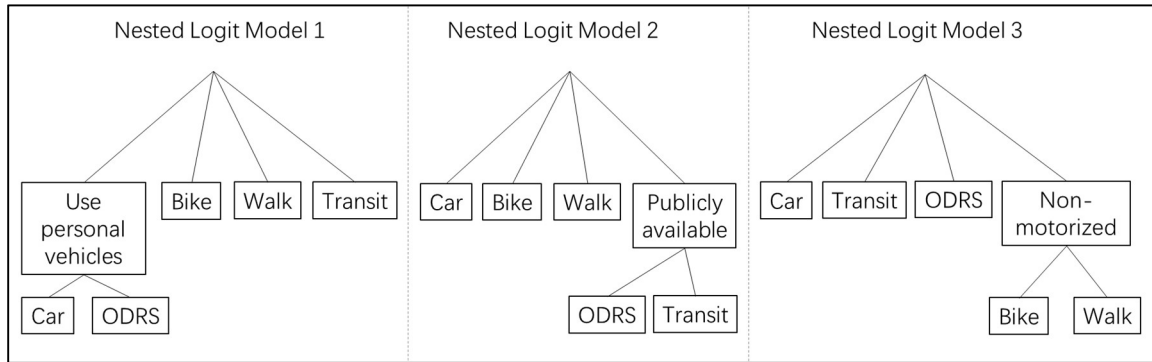 Nested Logit Model 1
Use
personal
vehicles
Bike
Walk
Transit
Car
ODRS
Nested Logit Model 2
Car
Bike
Walk
Publicly
available
ODRS
Transit
Nested Logit Model 3
Car
Transit
ODRS
Non-
motorized
Bike
Walk